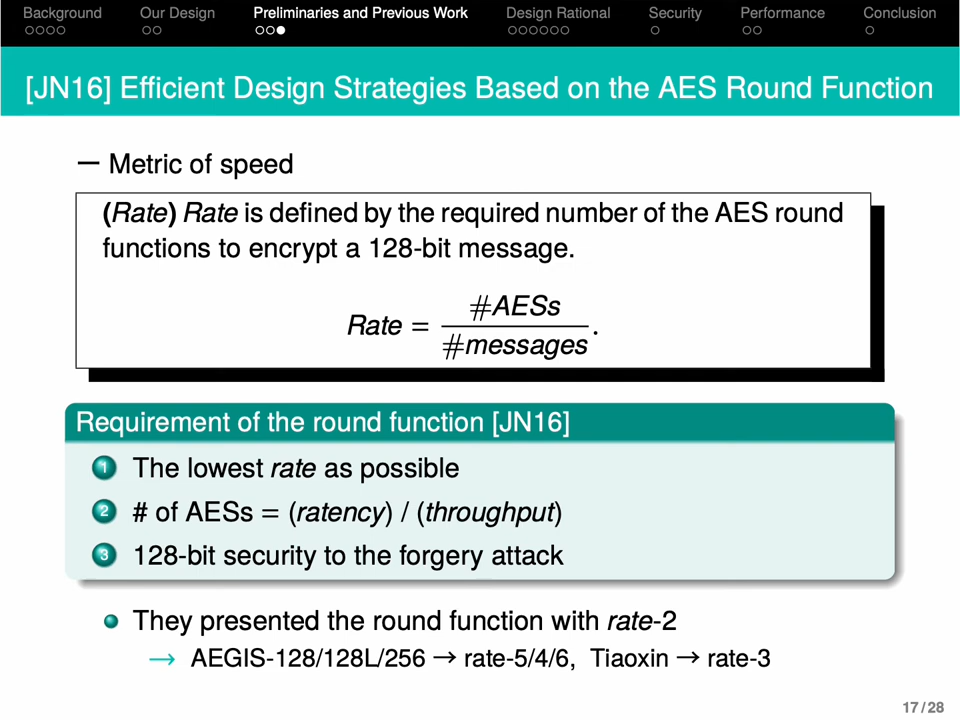 Background Our Design Preliminaries and Previous Work Design Rational Security Performance Conclusion
[JN16] Efficient Design Strategies Based on the AES Round Function
— Metric of speed
(Rate) Rate is defined by the required number of the AES round
functions to encrypt a 128-bit message.
Rate = #AESs / #messages.
Requirement of the round function [JN16]
1 The lowest rate as possible
2 # of AESs = (ratency) / (throughput)
3 128-bit security to the forgery attack
They presented the round function with rate-2
→ AEGIS-128/128L/256 → rate-5/4/6, Tiaoxin → rate-3
17 / 28